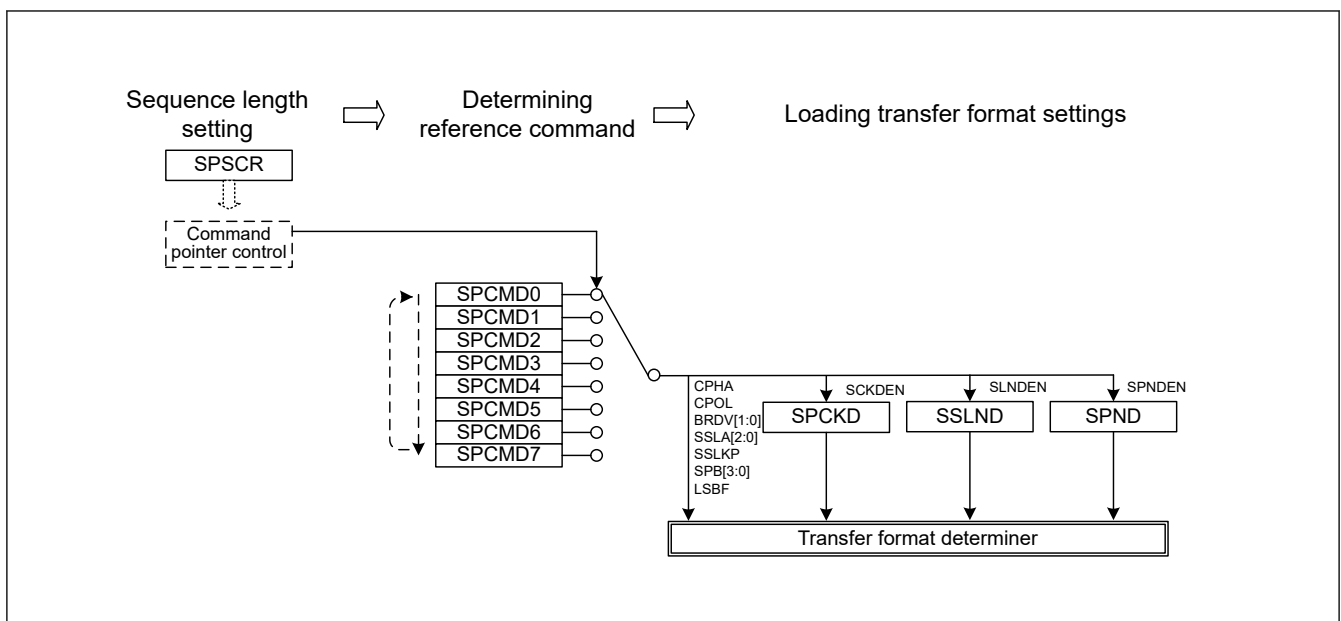 Sequence length
setting
Determining
reference command
Loading transfer format settings
SPSCR
Command
pointer control
SPCMD0
SPCMD1
SPCMD2
SPCMD3
SPCMD4
SPCMD5
SPCMD6
SPCMD7
CPHA
CPOL
BRDV[1:0]
SSLA[2:0]
SSLKP
SPB[3:0]
LSBF
SCKDEN
SLNDEN
SPNDEN
SPCKD
SSLND
SPND
Transfer format determiner